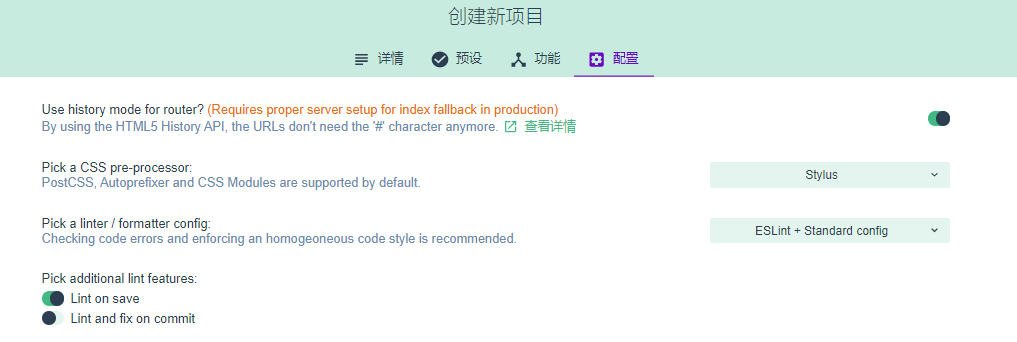 创建新项目
详情 预设 功能 配置
Use history mode for router? (Requires proper server setup for index fallback in production)
By using the HTML5 History API, the URLs don't need the '#' character anymore. 查看详情
Pick a CSS pre-processor:
PostCSS, Autoprefixer and CSS Modules are supported by default.
Stylus
Pick a linter / formatter config:
Checking code errors and enforcing an homogeoneous code style is recommended.
ESLint + Standard config
Pick additional lint features:
Lint on save
Lint and fix on commit